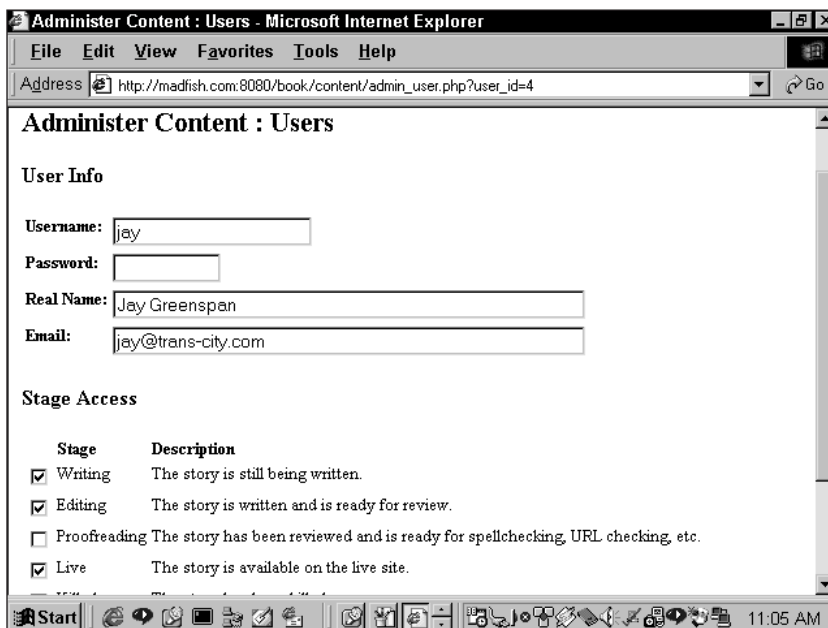 Administer Content : Users - Microsoft Internet Explorer
File Edit View Favorites Tools Help
Address http://madfish.com:8080/book/content/admin_user.php?user_id=4 Go
Administer Content : Users
User Info
Username: jay
Password:
Real Name: Jay Greenspan
Email: jay@trans-city.com
Stage Access
Stage Description
Writing The story is still being written.
Editing The story is written and is ready for review.
Proofreading The story has been reviewed and is ready for spellchecking, URL checking, etc.
Live The story is available on the live site.
Start 11:05 AM